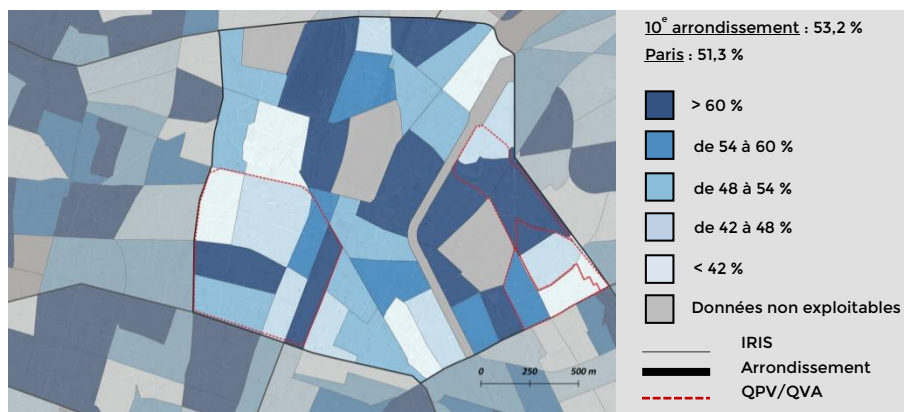 10e arrondissement : 53,2 %
Paris : 51,3 %
> 60 %
de 54 à 60 %
de 48 à 54 %
de 42 à 48 %
< 42 %
Données non exploitables
IRIS
Arrondissement
QPV/QVA
0 250 500 m